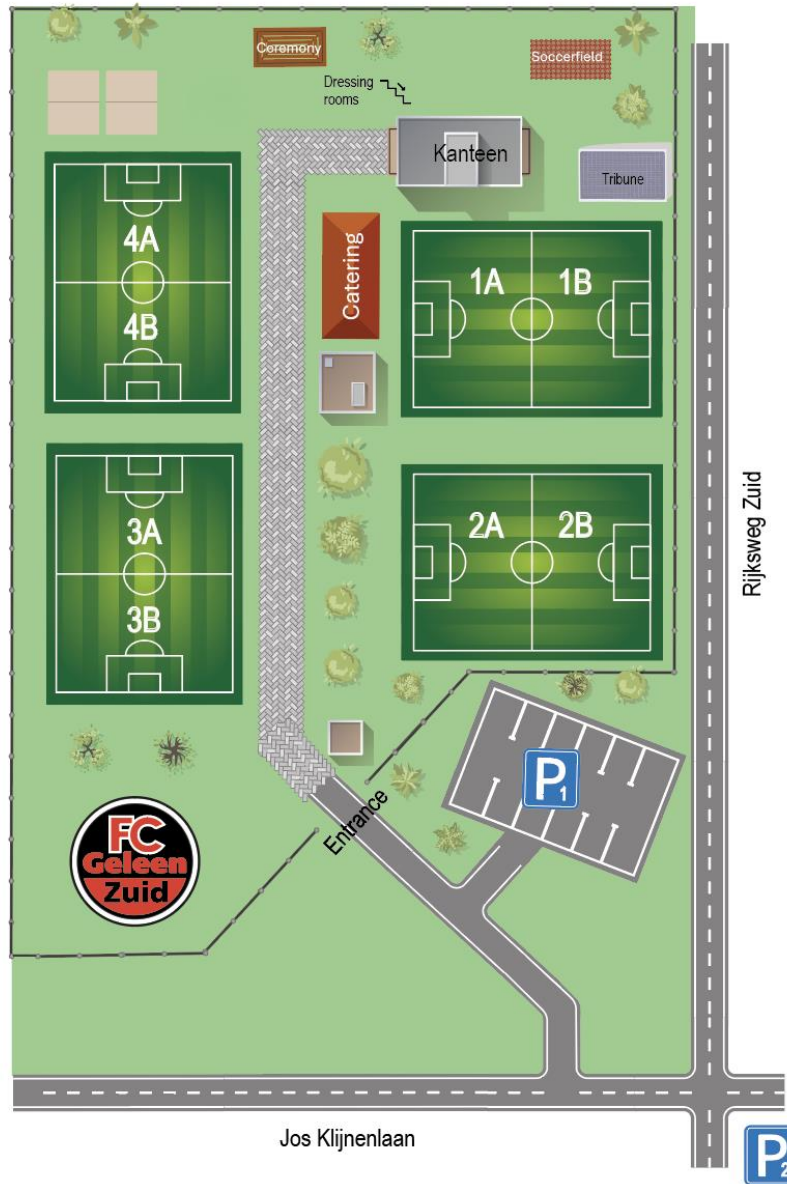 Ceremony
Soccerfield
Dressing
rooms
Kanteen
Tribune
4A
4B
Catering
1A
1B
3A
3B
2A
2B
Rijksweg Zuid
P1
Entrance
FC
Geleen
Zuid
Jos Klijnenlaan
P2